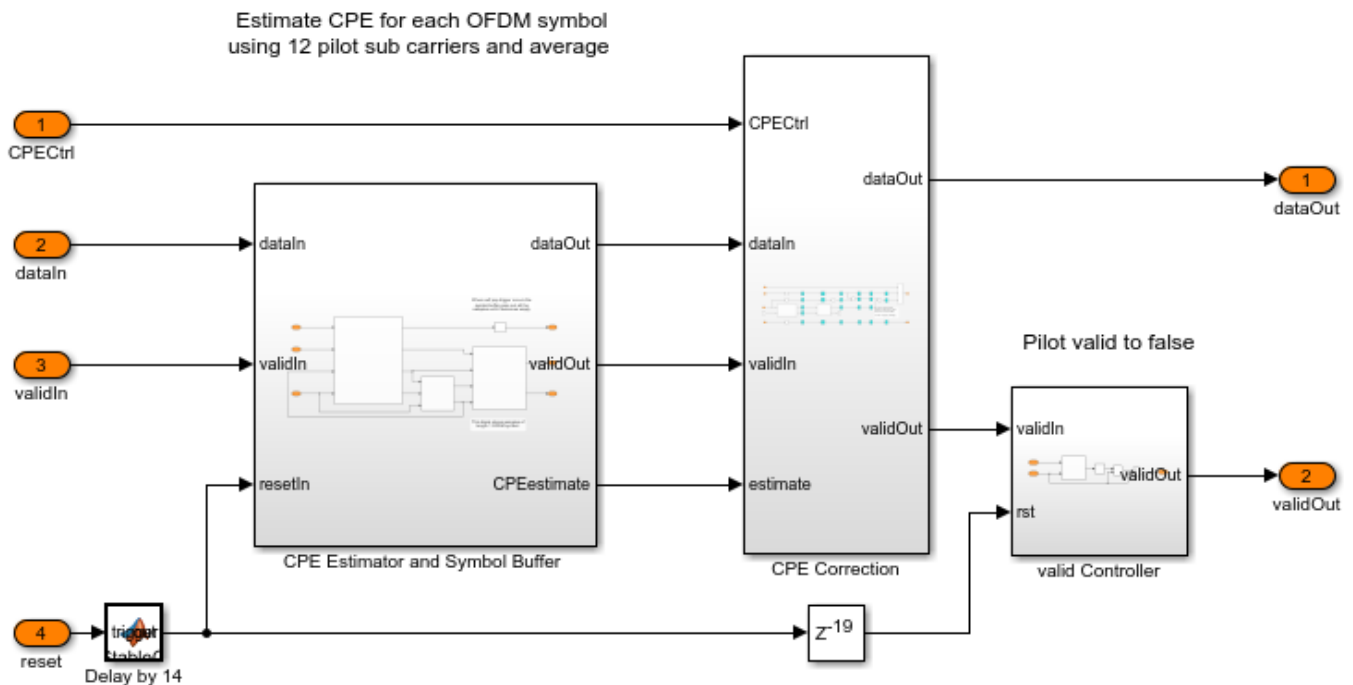 Estimate CPE for each OFDM symbol
using 12 pilot sub carriers and average
1
CPECtrl
CPECtrl
dataOut
1
dataOut
2
dataIn
dataIn
dataOut
dataIn
3
validIn
validIn
validOut
validIn
Pilot valid to false
validOut
validIn
validOut
2
validOut
resetIn
CPEestimate
estimate
rst
CPE Estimator and Symbol Buffer
CPE Correction
valid Controller
4
reset
Delay by 14
z-19